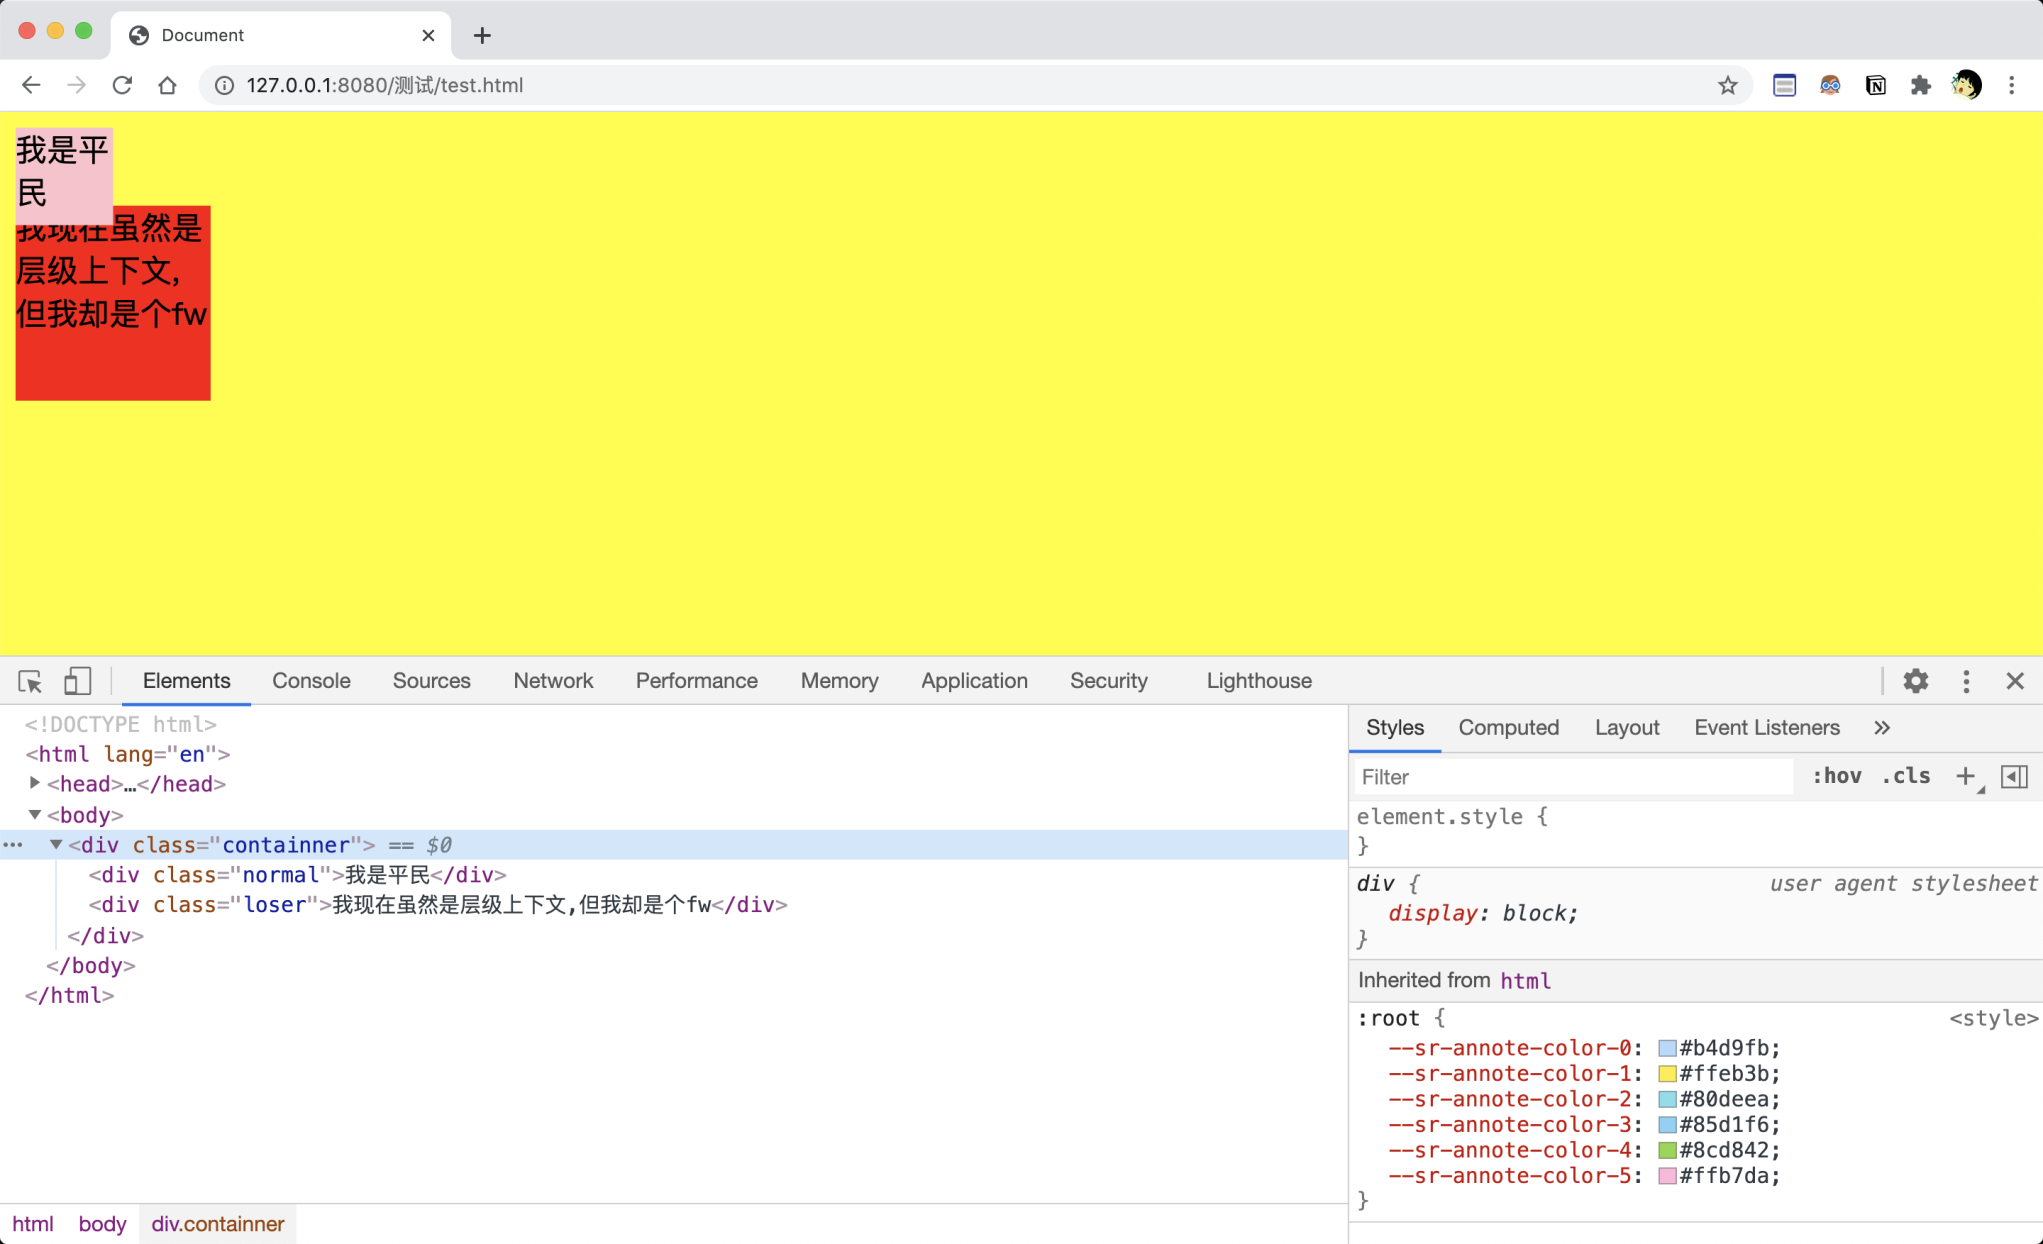 Document
127.0.0.1:8080/测试/test.html
我是平
民
我现在虽然是
层级上下文,
但我却是个fw
Elements Console Sources Network Performance Memory Application Security Lighthouse
<!DOCTYPE html>
<html lang="en">
<head>…</head>
<body>
<div class="containner"> == $0
<div class="normal">我是平民</div>
<div class="loser">我现在虽然是层级上下文,但我却是个fw</div>
</div>
</body>
</html>
html body div.containner
Styles Computed Layout Event Listeners »
Filter :hov .cls +
element.style {
}
div { user agent stylesheet
display: block;
}
Inherited from html
:root { <style>
--sr-annote-color-0: #b4d9fb;
--sr-annote-color-1: #ffeb3b;
--sr-annote-color-2: #80deea;
--sr-annote-color-3: #85d1f6;
--sr-annote-color-4: #8cd842;
--sr-annote-color-5: #ffb7da;
}